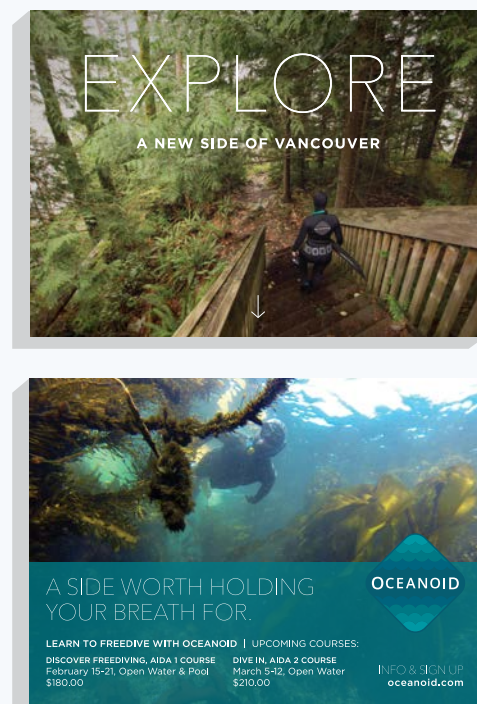 EXPLORE
A NEW SIDE OF VANCOUVER
A SIDE WORTH HOLDING
YOUR BREATH FOR.
OCEANOID
LEARN TO FREEDIVE WITH OCEANOID | UPCOMING COURSES:
DISCOVER FREEDIVING, AIDA 1 COURSE
February 15-21, Open Water & Pool
$180.00
DIVE IN, AIDA 2 COURSE
March 5-12, Open Water
$210.00
INFO & SIGN UP
oceanoid.com